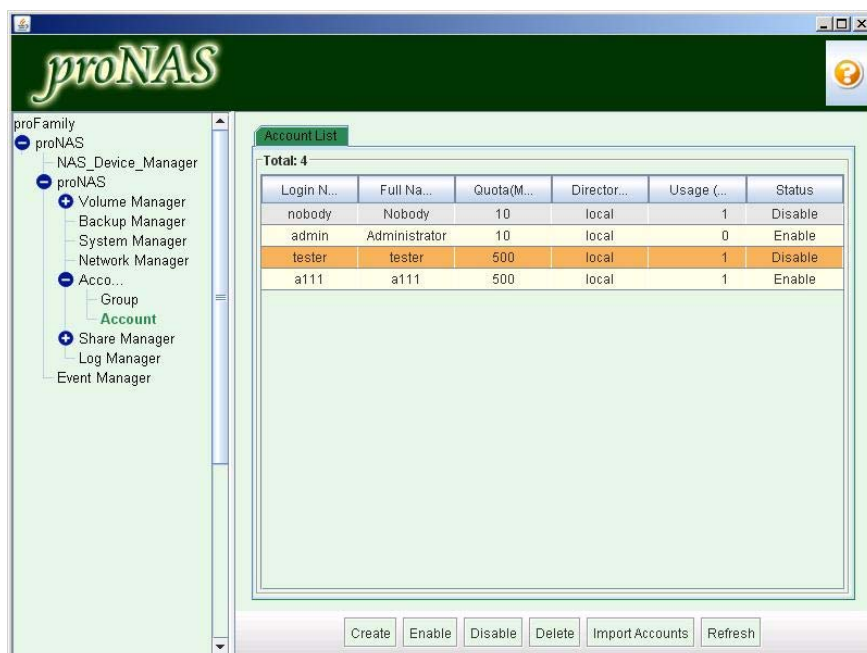 proNAS
proFamily
proNAS
NAS_Device_Manager
proNAS
Volume Manager
Backup Manager
System Manager
Network Manager
Acco...
Group
Account
Share Manager
Log Manager
Event Manager
Account List
Total: 4
Login N... Full Na... Quota(M... Director... Usage (... Status
nobody Nobody 10 local 1 Disable
admin Administrator 10 local 0 Enable
tester tester 500 local 1 Disable
a111 a111 500 local 1 Enable
Create Enable Disable Delete Import Accounts Refresh